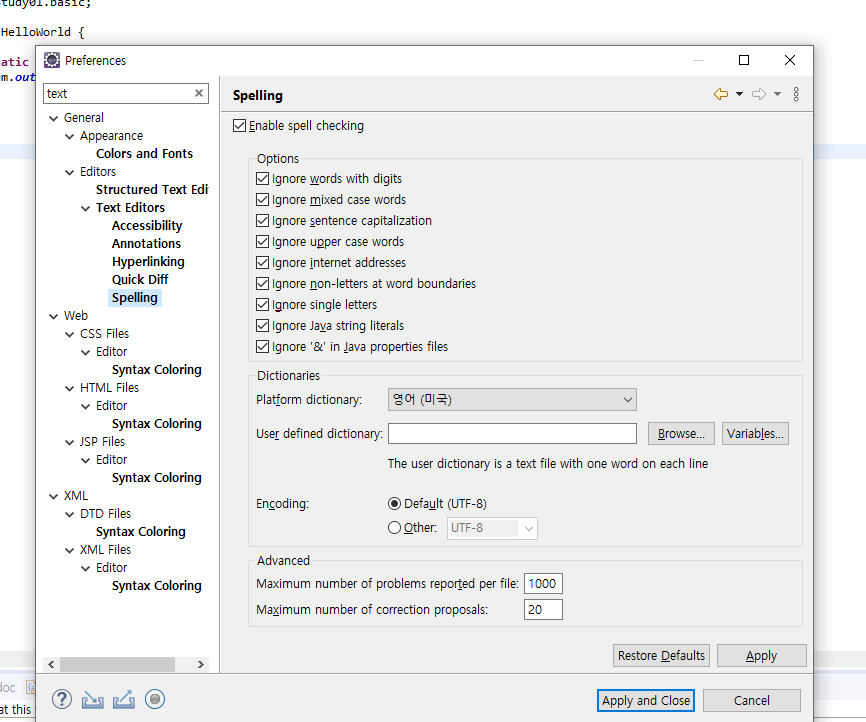 tudy01.basic;
HelloWorld {
atic
m.out
Preferences
text
General
Appearance
Colors and Fonts
Editors
Structured Text Edi
Text Editors
Accessibility
Annotations
Hyperlinking
Quick Diff
Spelling
Web
CSS Files
Editor
Syntax Coloring
HTML Files
Editor
Syntax Coloring
JSP Files
Editor
Syntax Coloring
XML
DTD Files
Syntax Coloring
XML Files
Editor
Syntax Coloring
Spelling
Enable spell checking
Options
Ignore words with digits
Ignore mixed case words
Ignore sentence capitalization
Ignore upper case words
Ignore internet addresses
Ignore non-letters at word boundaries
Ignore single letters
Ignore Java string literals
Ignore '&' in Java properties files
Dictionaries
Platform dictionary: 영어 (미국)
User defined dictionary: Browse... Variables...
The user dictionary is a text file with one word on each line
Encoding: Default (UTF-8)
Other: UTF-8
Advanced
Maximum number of problems reported per file: 1000
Maximum number of correction proposals: 20
Restore Defaults Apply
Apply and Close Cancel
doc
at this